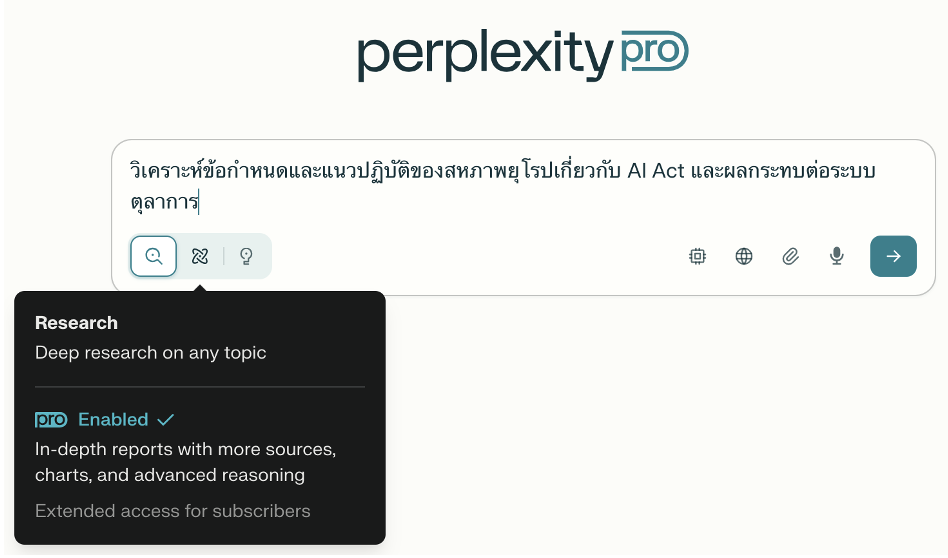 perplexity pro
วิเคราะห์ข้อกำหนดและแนวปฏิบัติของสหภาพยุโรปเกี่ยวกับ AI Act และผลกระทบต่อระบบ
ตุลาการ
Research
Deep research on any topic
pro Enabled
In-depth reports with more sources,
charts, and advanced reasoning
Extended access for subscribers